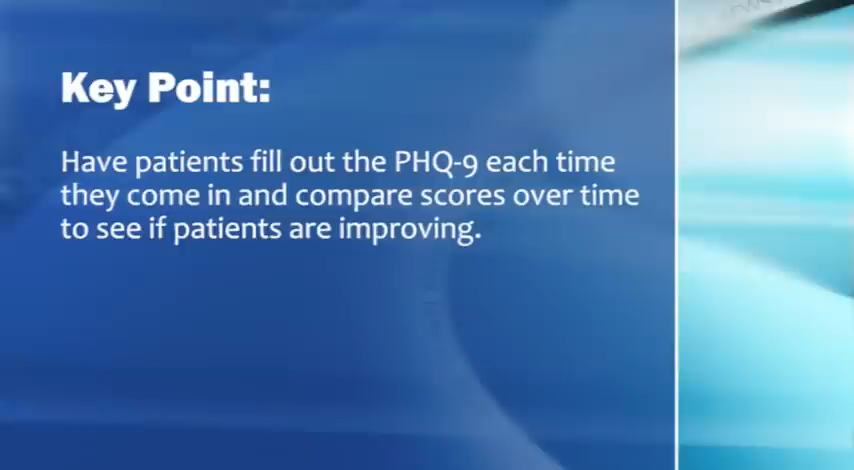 Key Point:
Have patients fill out the PHQ-9 each time
they come in and compare scores over time
to see if patients are improving.